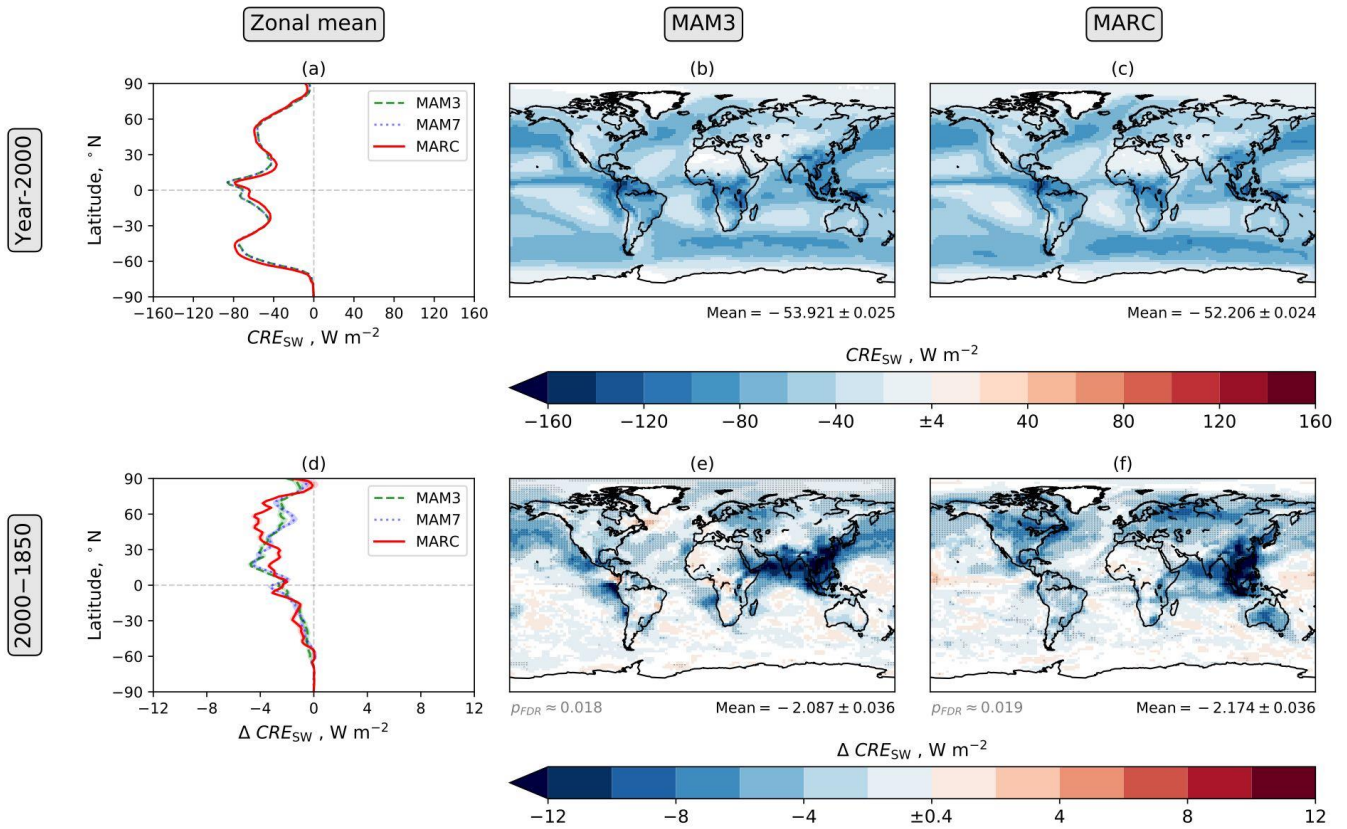 Zonal mean
MAM3
MARC
Year-2000
(a)
90
60
30
0
−30
−60
−90
Latitude, °N
MAM3
MAM7
MARC
−160 −120 −80 −40 0 40 80 120 160
CRE_SW , W m⁻²
(b)
Mean = − 53.921 ± 0.025
(c)
Mean = − 52.206 ± 0.024
CRE_SW , W m⁻²
−160 −120 −80 −40 ±4 40 80 120 160
2000−1850
(d)
90
60
30
0
−30
−60
−90
Latitude, °N
MAM3
MAM7
MARC
−12 −8 −4 0 4 8 12
Δ CRE_SW , W m⁻²
(e)
p_FDR ≈ 0.018
Mean = − 2.087 ± 0.036
(f)
p_FDR ≈ 0.019
Mean = − 2.174 ± 0.036
Δ CRE_SW , W m⁻²
−12 −8 −4 ±0.4 4 8 12